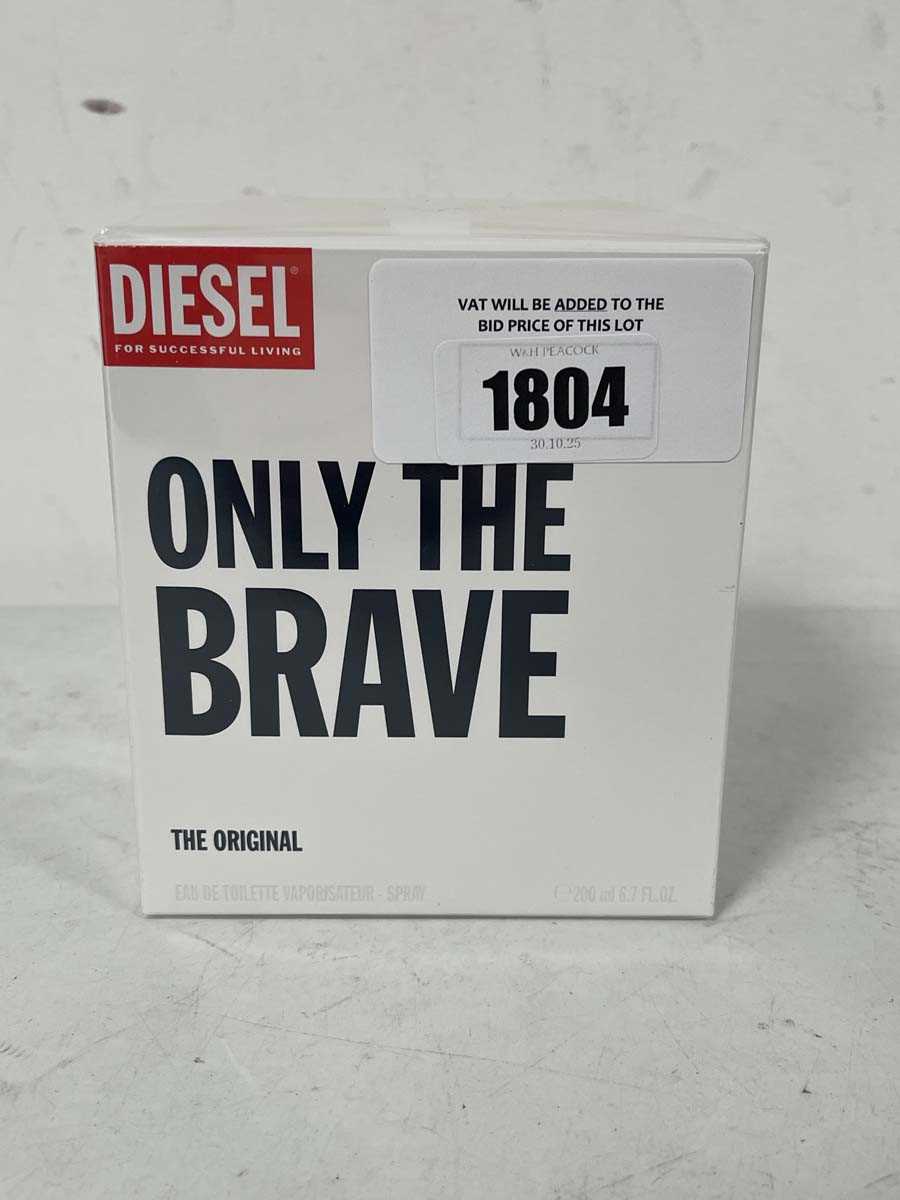 DIESEL®
FOR SUCCESSFUL LIVING
VAT WILL BE ADDED TO THE
BID PRICE OF THIS LOT
W&H PEACOCK
1804
30.10.25
ONLY THE
BRAVE
THE ORIGINAL
EAU DE TOILETTE VAPORISATEUR - SPRAY
℮ 200 ml 6.7 FL.OZ.